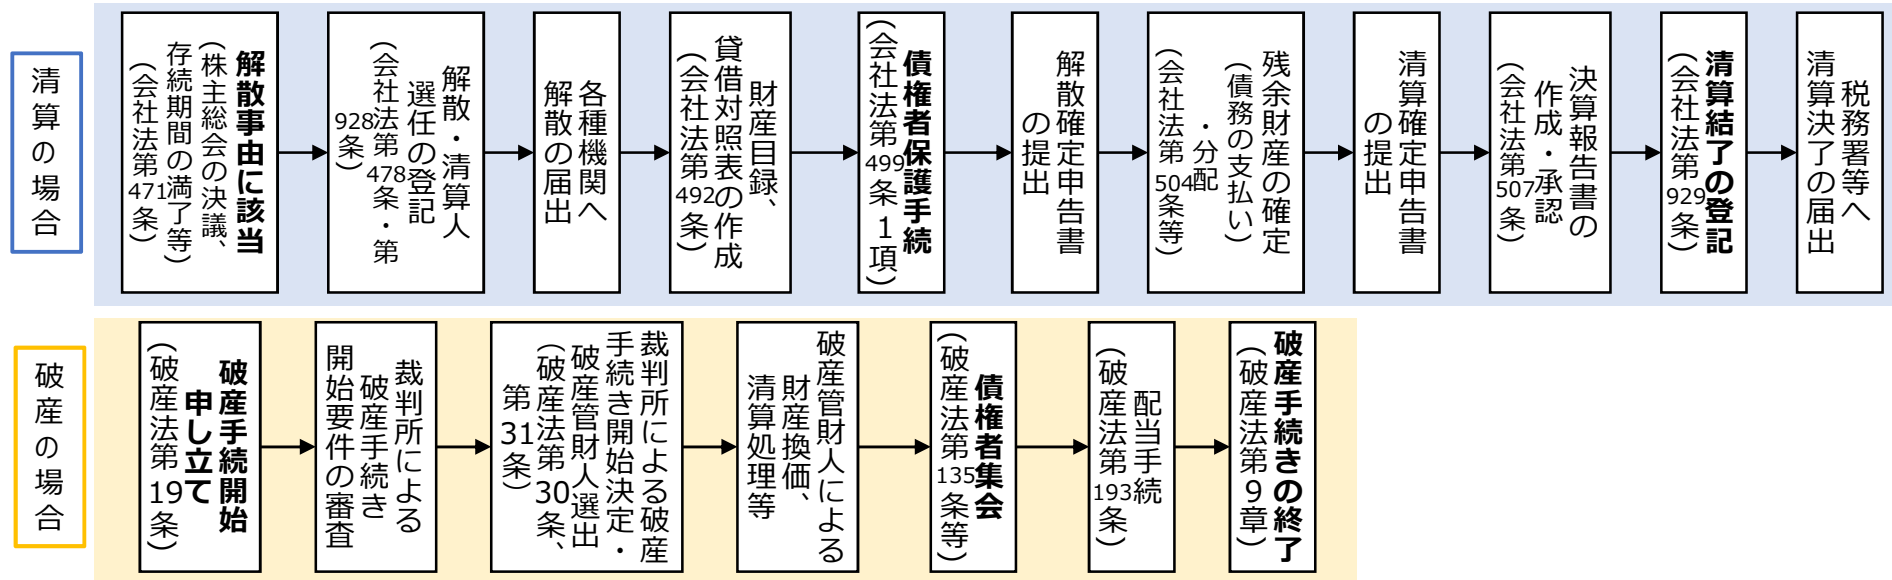 清算の場合
解散事由に該当
(株主総会の決議、
存続期間の満了等)
(会社法第471条)
解散・清算人
選任の登記
(会社法第478条・第
928条)
各種機関へ
解散の届出
財産目録、
貸借対照表の作成
(会社法第492条)
債権者保護手続
(会社法第499条1項)
解散確定申告書
の提出
残余財産の確定
(債務の支払い)
・分配
(会社法第504条等)
清算確定申告書
の提出
決算報告書の
作成・承認
(会社法第507条)
清算結了の登記
(会社法第929条)
税務署等へ
清算決了の届出
破産の場合
破産手続開始
申し立て
(破産法第19条)
裁判所による
破産手続き
開始要件の審査
裁判所による破産
手続き開始決定・
破産管財人選出
(破産法第30条、
第31条)
破産管財人による
財産換価、
清算処理等
債権者集会
(破産法第135条等)
配当手続
(破産法第193条)
破産手続きの終了
(破産法第9章)